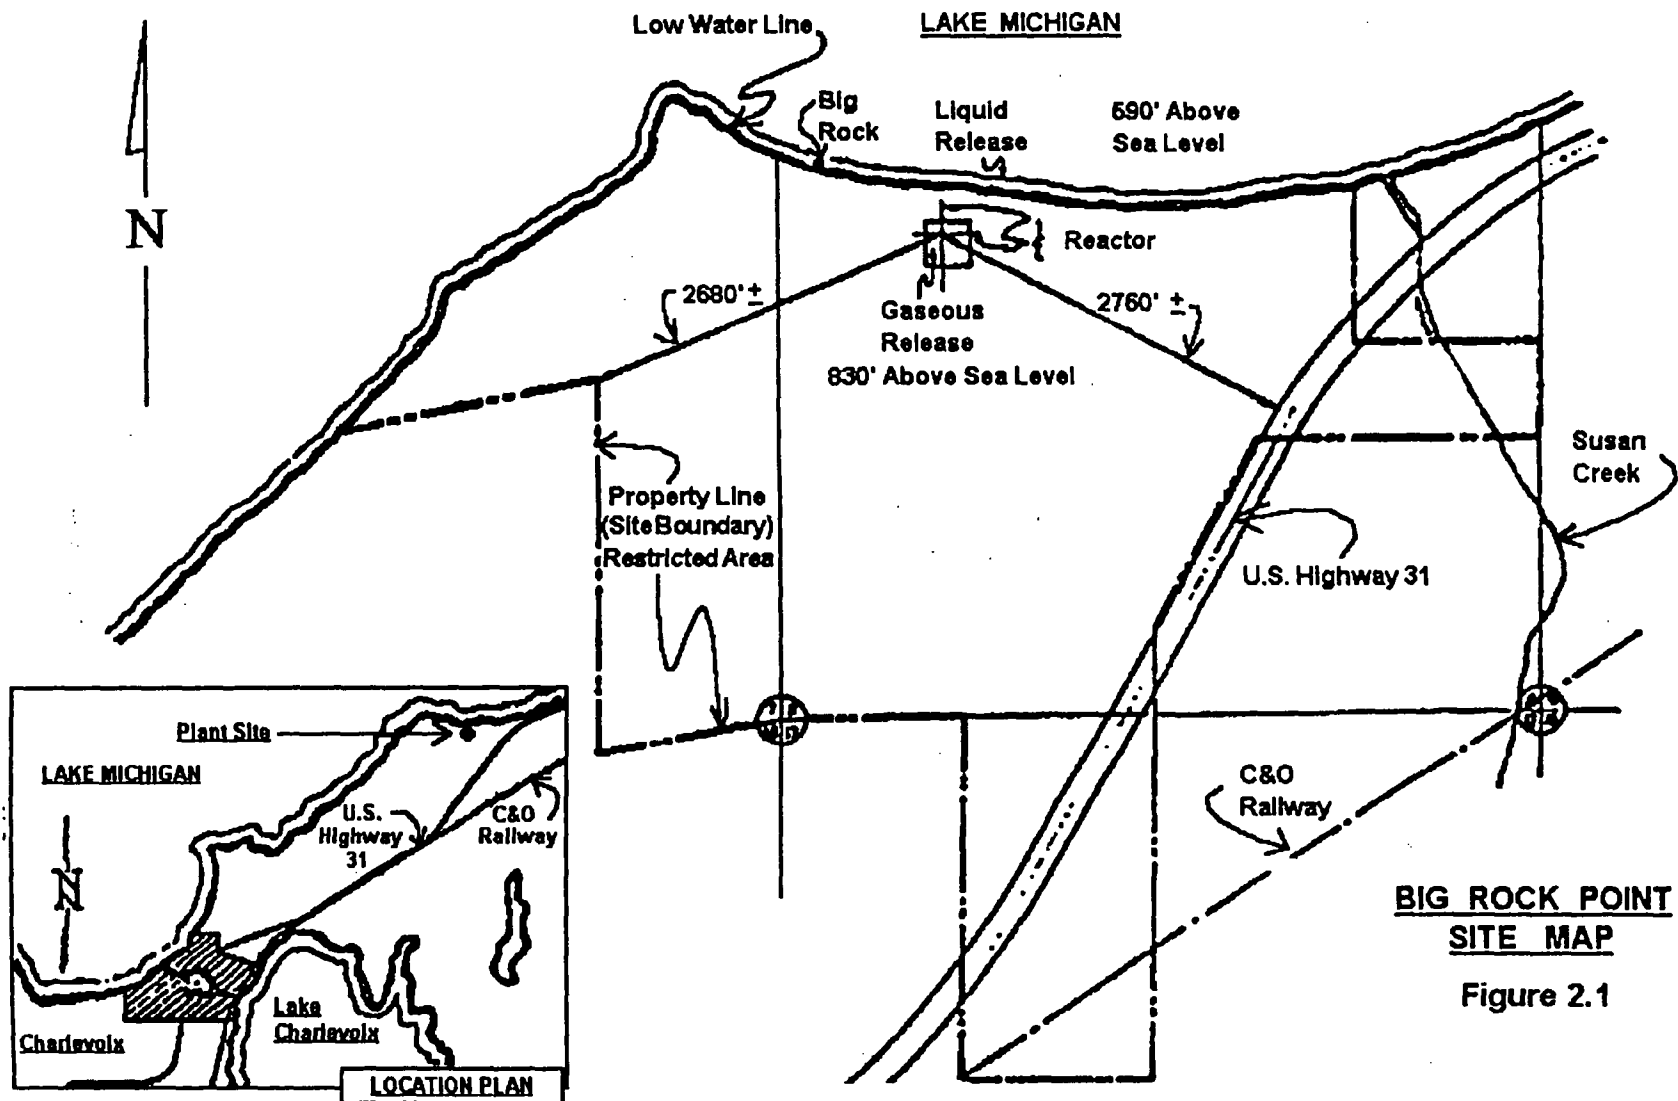 Low Water Line
LAKE MICHIGAN
Big
Rock
Liquid
Release
590' Above
Sea Level
N
Reactor
2680' ±
2760' ±
Gaseous
Release
830' Above Sea Level
Susan
Creek
Property Line
(Site Boundary)
Restricted Area
U.S. Highway 31
C&O
Railway
BIG ROCK POINT
SITE MAP
Figure 2.1
Plant Site
LAKE MICHIGAN
U.S.
Highway
31
C&O
Railway
N
Lake
Charlevoix
Charlevoix
LOCATION PLAN